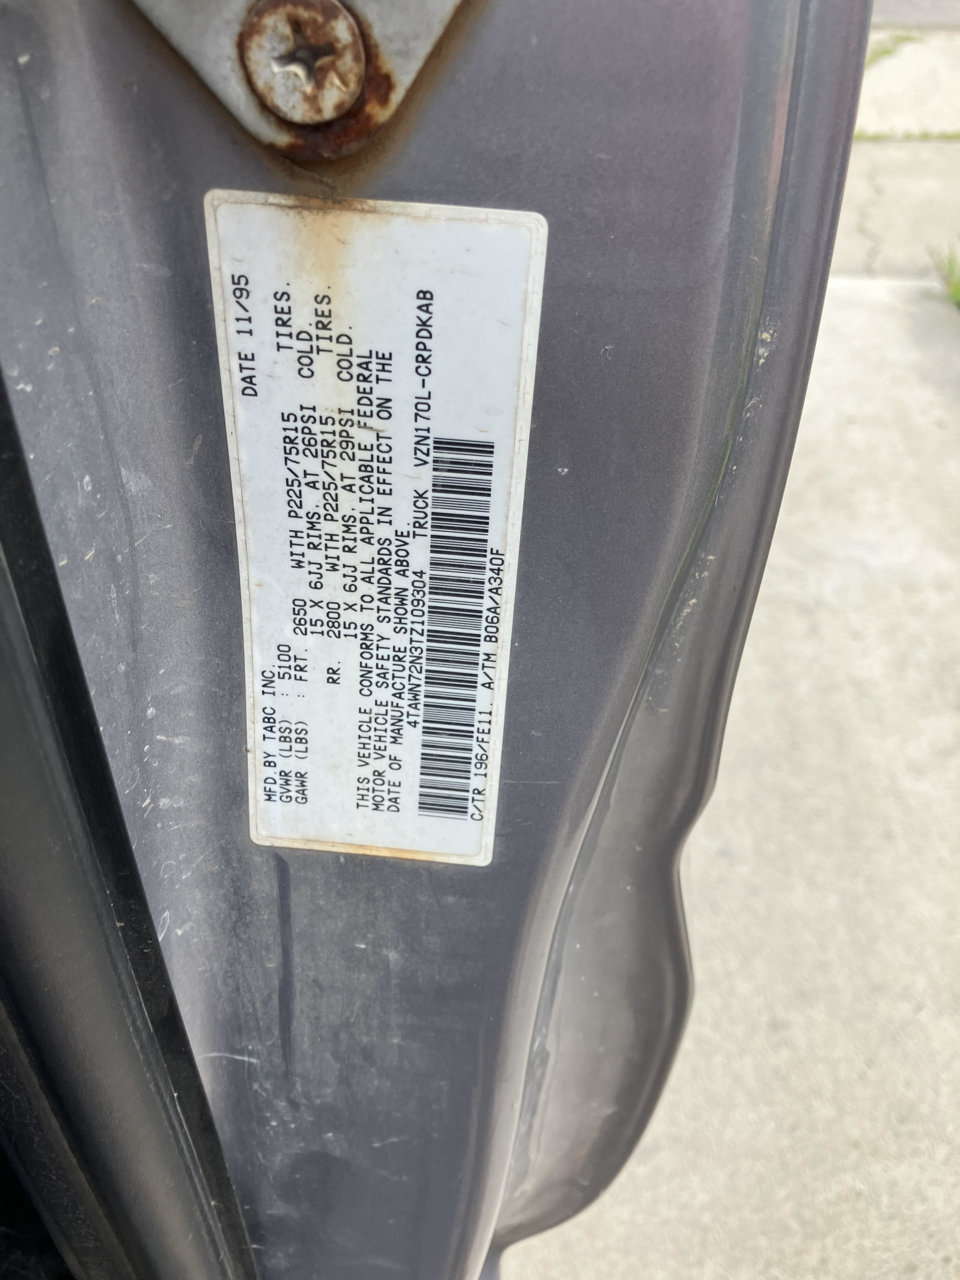 DATE 11/95
MFD.BY TABC INC.
GVWR (LBS) : 5100
GAWR (LBS) : FRT. 2650 WITH P225/75R15 TIRES.
15 X 6JJ RIMS. AT 26PSI COLD.
RR. 2800 WITH P225/75R15 TIRES.
15 X 6JJ RIMS. AT 29PSI COLD.
THIS VEHICLE CONFORMS TO ALL APPLICABLE FEDERAL
MOTOR VEHICLE SAFETY STANDARDS IN EFFECT ON THE
DATE OF MANUFACTURE SHOWN ABOVE.
4TAWN72N3TZ109304 TRUCK VZN170L-CRPDKAB
C/TR 196/FE11. A/TM B06A/A340F